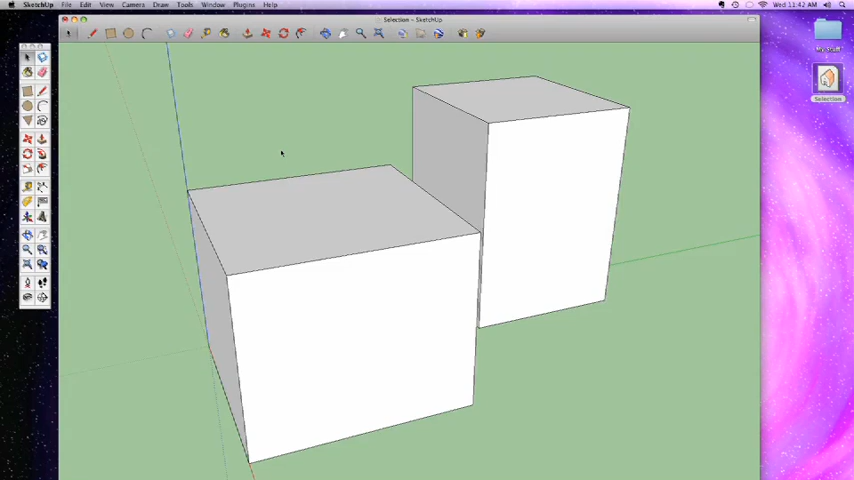 SketchUp File Edit View Camera Draw Tools Window Plugins Help
Wed 11:42 AM
Selection – SketchUp
My Stuff
Selection